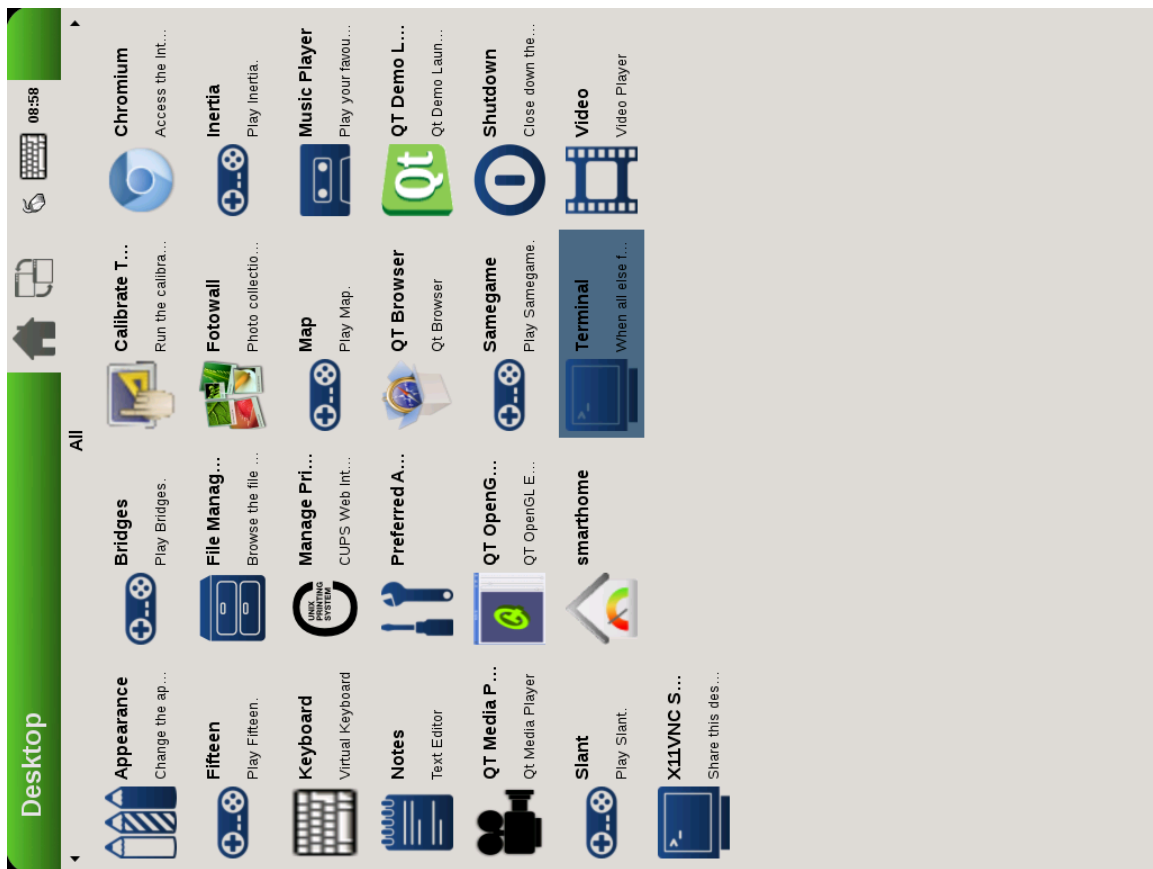 Desktop
08:58
All
Appearance
Change the ap...
Bridges
Play Bridges.
Calibrate T...
Run the calibra...
Chromium
Access the Int...
Fifteen
Play Fifteen.
File Manag...
Browse the file ...
Fotowall
Photo collectio...
Inertia
Play Inertia.
Keyboard
Virtual Keyboard
UNIX
PRINTING
SYSTEM
Manage Pri...
CUPS Web Int...
Map
Play Map.
Music Player
Play your favou...
Notes
Text Editor
Preferred A...
QT Browser
Qt Browser
Qt
QT Demo L...
Qt Demo Laun...
QT Media P...
Qt Media Player
QT OpenG...
QT OpenGL E...
Samegame
Play Samegame.
Shutdown
Close down the...
Slant
Play Slant.
smarthome
Terminal
When all else f...
Video
Video Player
X11VNC S...
Share this des...